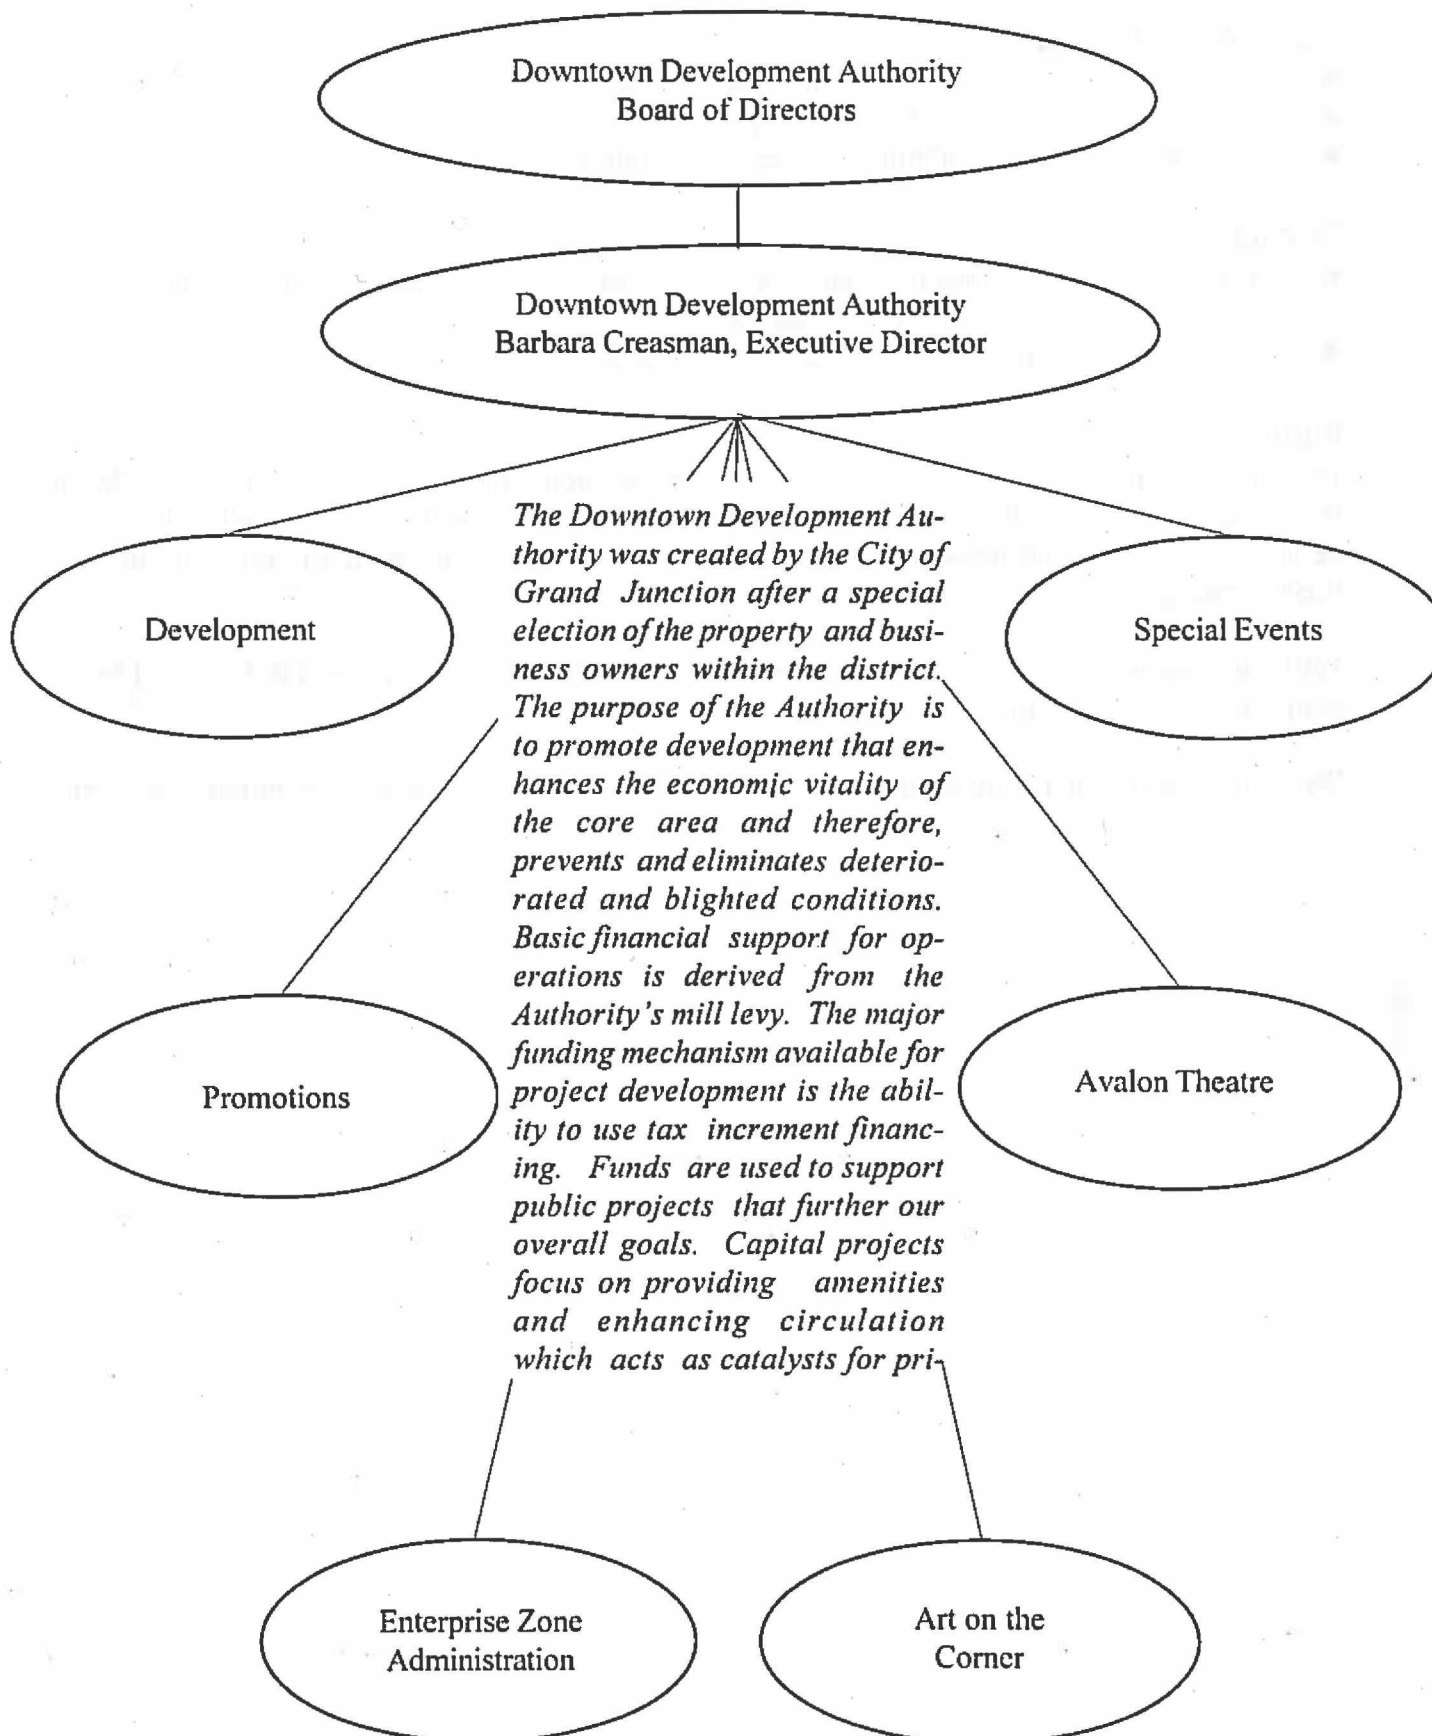 Downtown Development Authority
Board of Directors
Downtown Development Authority
Barbara Creasman, Executive Director
The Downtown Development Au-
thority was created by the City of
Grand Junction after a special
election of the property and busi-
ness owners within the district.
The purpose of the Authority is
to promote development that en-
hances the economic vitality of
the core area and therefore,
prevents and eliminates deterio-
rated and blighted conditions.
Basic financial support for op-
erations is derived from the
Authority's mill levy. The major
funding mechanism available for
project development is the abil-
ity to use tax increment financ-
ing. Funds are used to support
public projects that further our
overall goals. Capital projects
focus on providing amenities
and enhancing circulation
which acts as catalysts for pri-
Development
Special Events
Promotions
Avalon Theatre
Enterprise Zone
Administration
Art on the
Corner